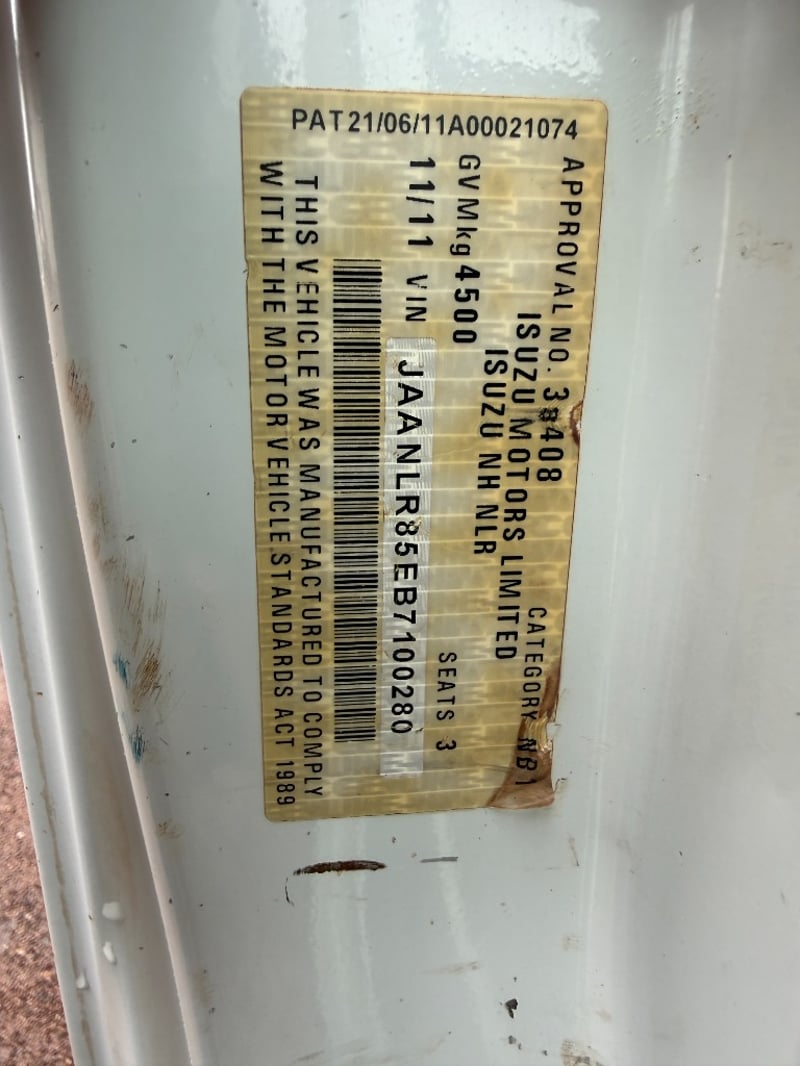 PAT21/06/11A00021074
APPROVAL NO. 38408 CATEGORY NB1
ISUZU MOTORS LIMITED
ISUZU NH NLR
GVMkg 4500 SEATS 3
11/11 VIN JAANLR85EB7100280
THIS VEHICLE WAS MANUFACTURED TO COMPLY
WITH THE MOTOR VEHICLE STANDARDS ACT 1989